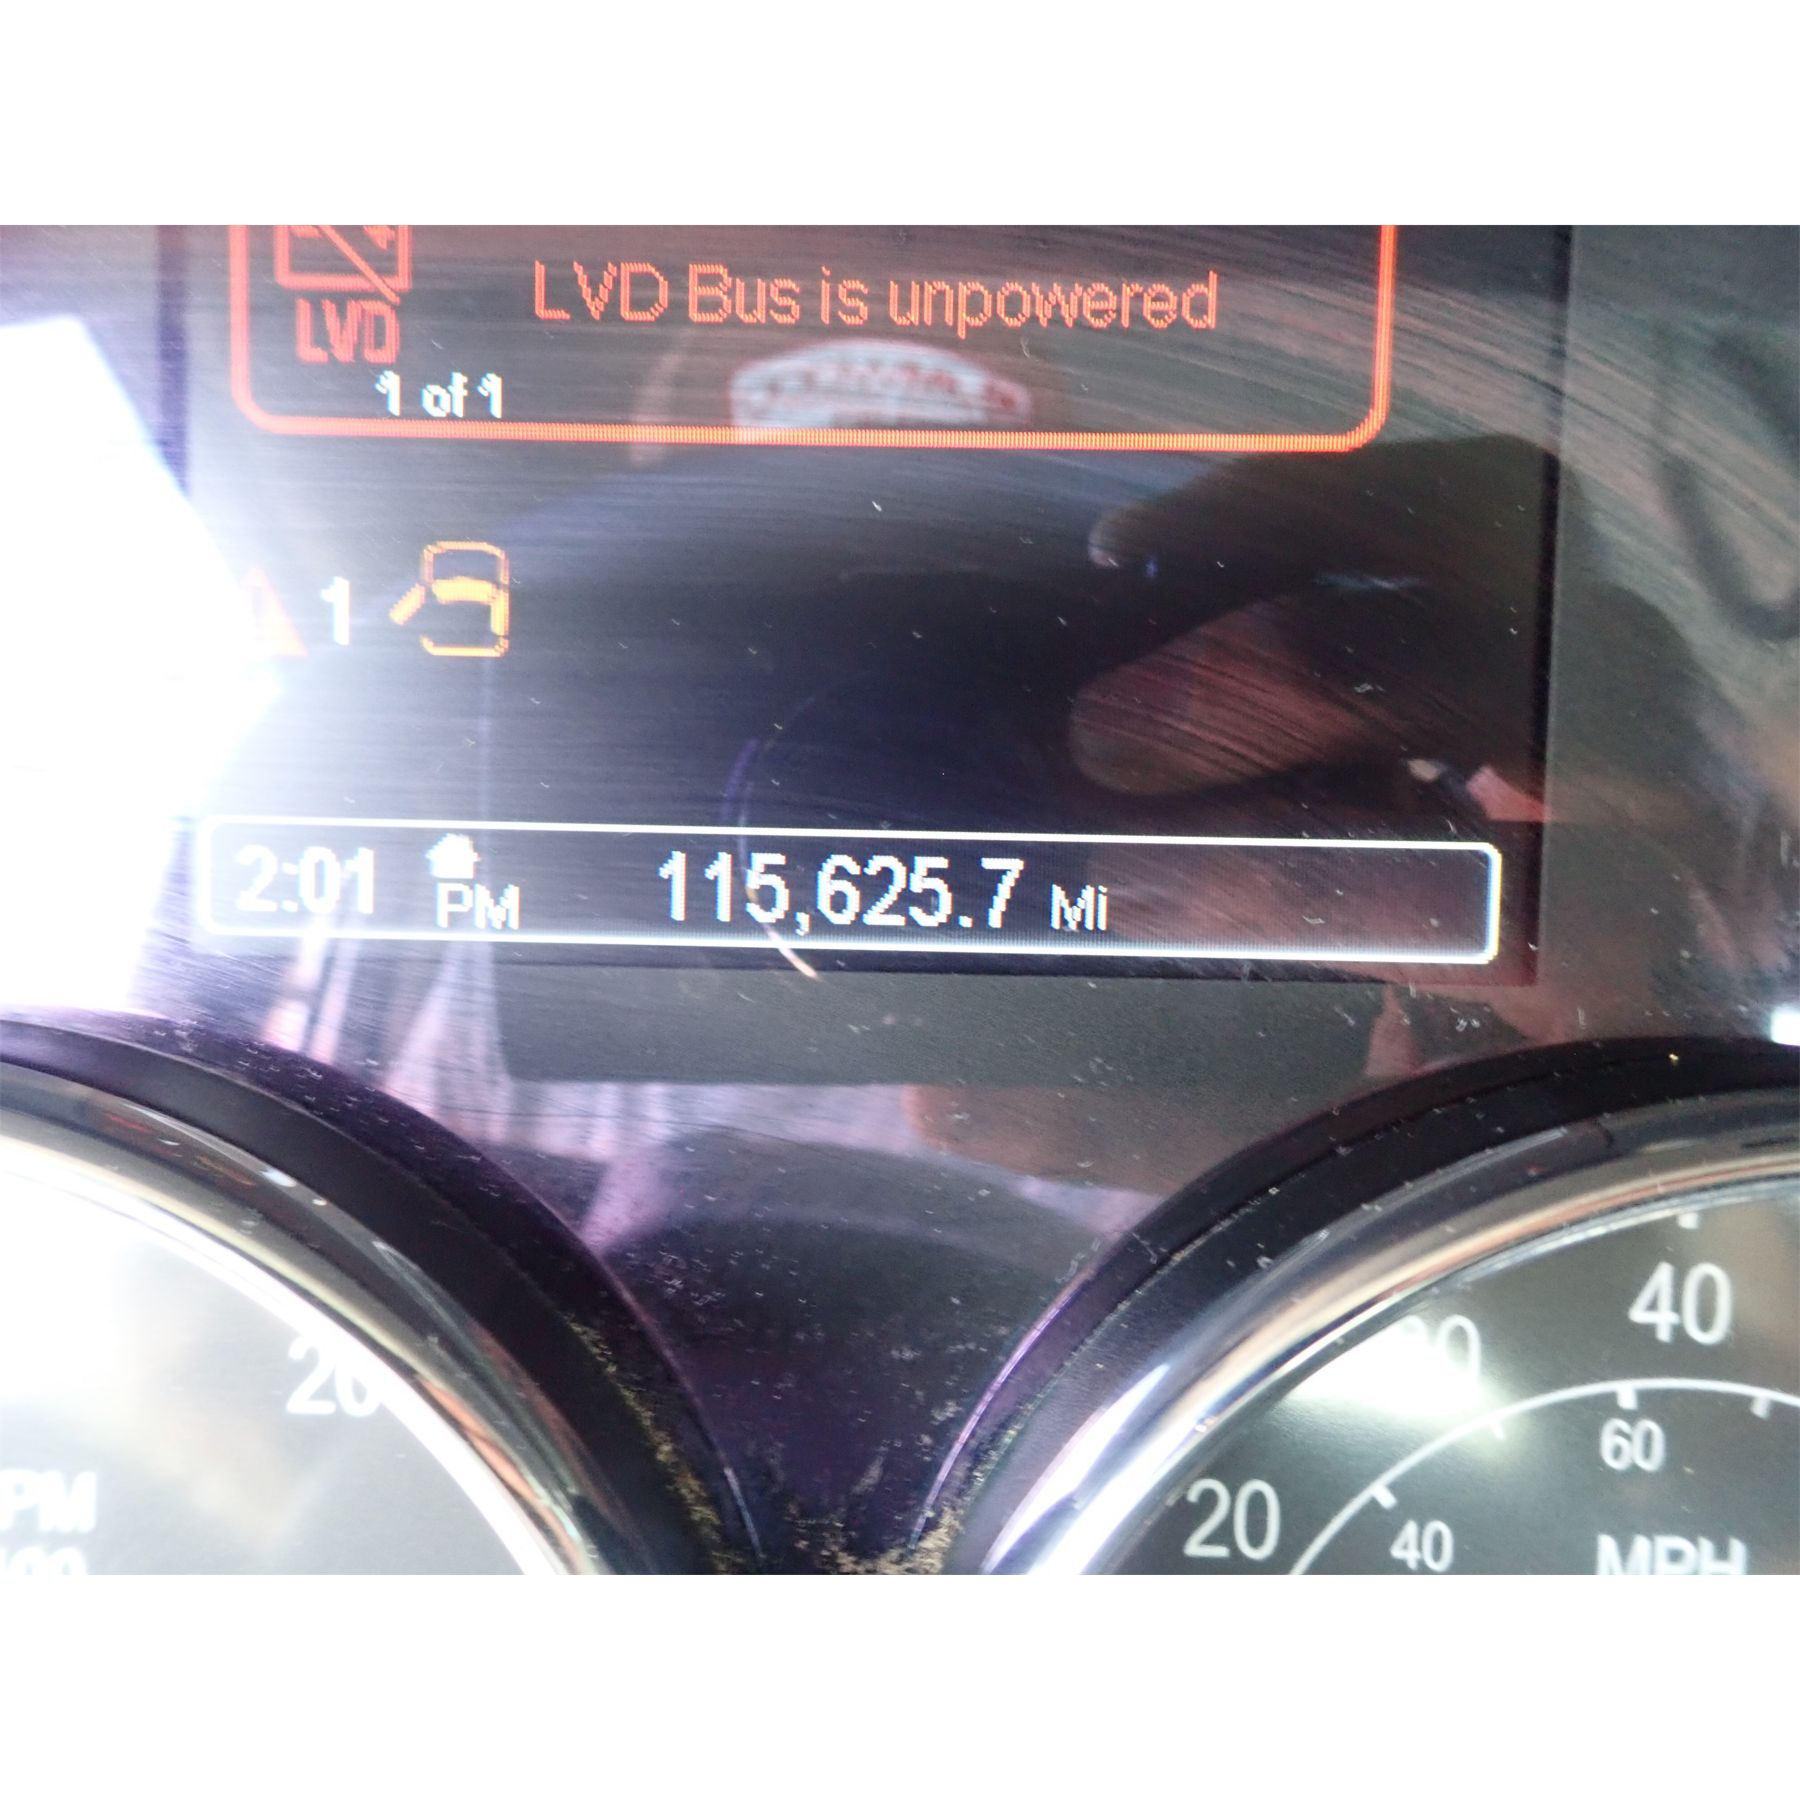 LVD Bus is unpowered
LVD
1 of 1
1
2:01 PM 115,625.7 Mi
20
40
60
20
40
MPH